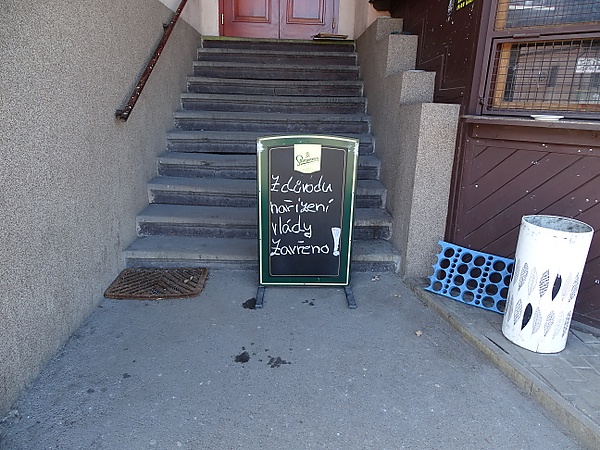 Z důvodu
nařízení
vlády
Zavřeno!